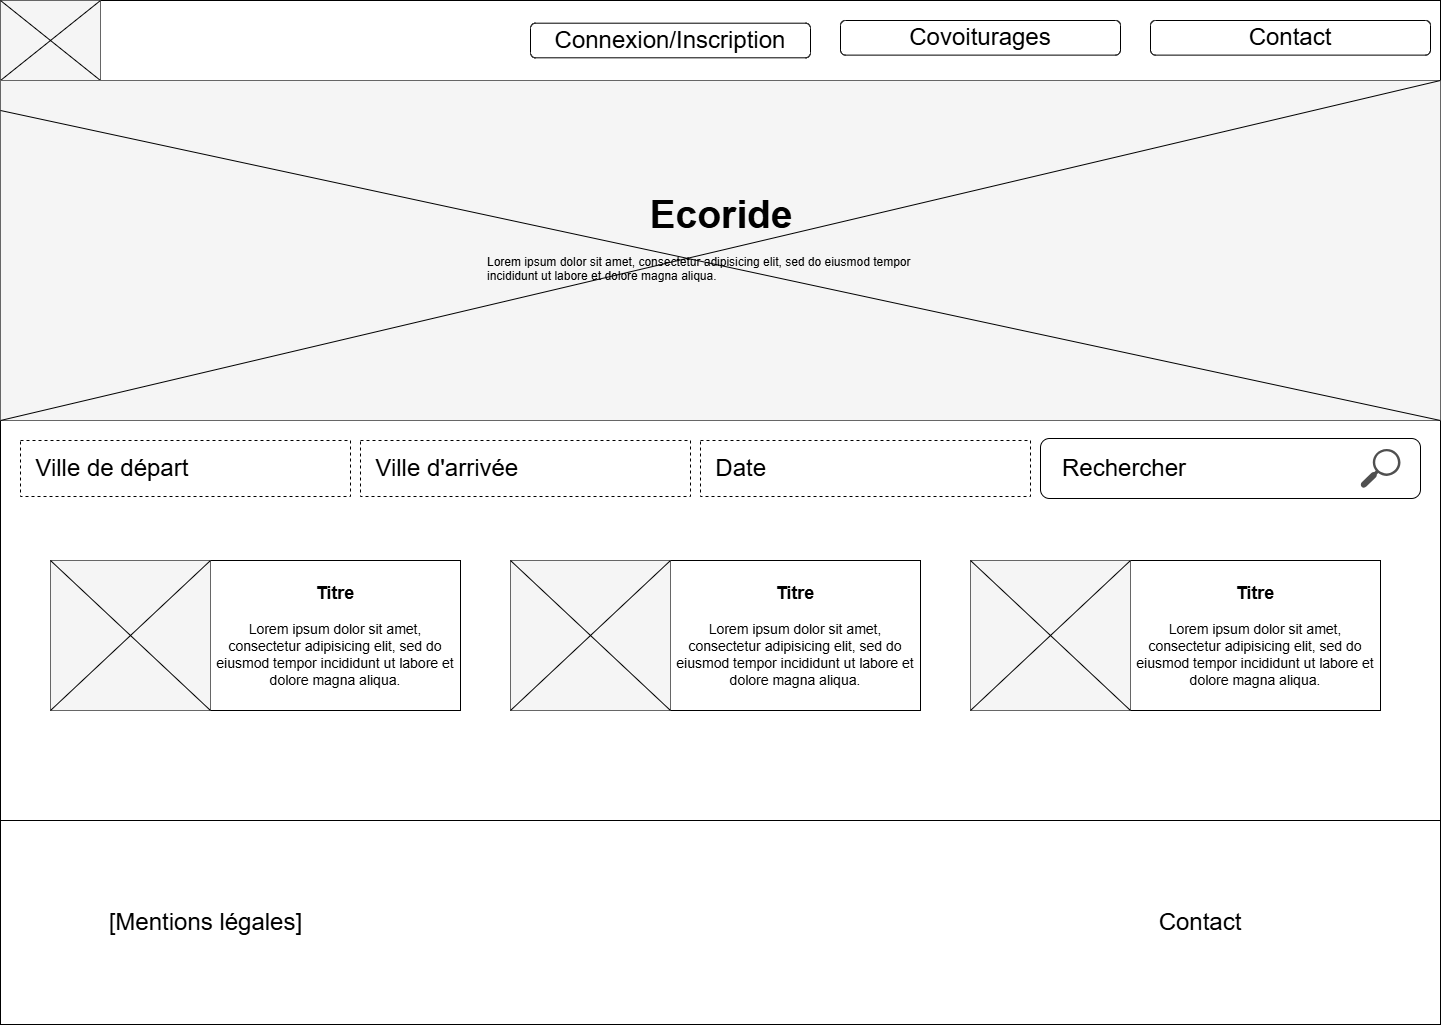 Connexion/Inscription
Covoiturages
Contact
Ecoride
Lorem ipsum dolor sit amet, consectetur adipisicing elit, sed do eiusmod tempor
incididunt ut labore et dolore magna aliqua.
Ville de départ
Ville d'arrivée
Date
Rechercher
Titre
Lorem ipsum dolor sit amet,
consectetur adipisicing elit, sed do
eiusmod tempor incididunt ut labore et
dolore magna aliqua.
Titre
Lorem ipsum dolor sit amet,
consectetur adipisicing elit, sed do
eiusmod tempor incididunt ut labore et
dolore magna aliqua.
Titre
Lorem ipsum dolor sit amet,
consectetur adipisicing elit, sed do
eiusmod tempor incididunt ut labore et
dolore magna aliqua.
[Mentions légales]
Contact